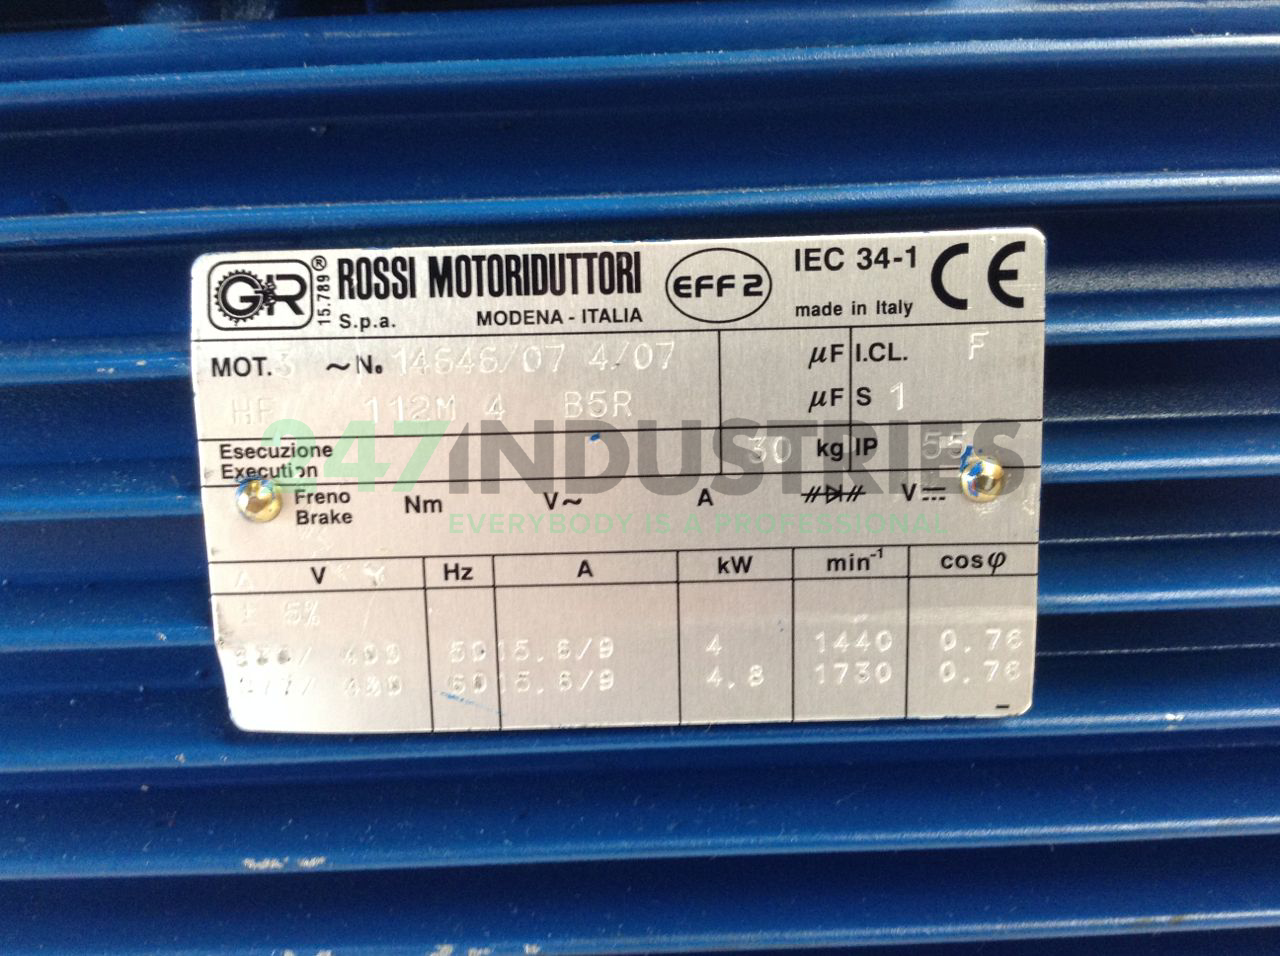 GR ® 15.789 ROSSI MOTORIDUTTORI
S.p.a. MODENA - ITALIA
EFF 2
IEC 34-1 CE
made in Italy
MOT. 3 ~ N. 14646/07 4/07 µF I.CL. F
HF 112M 4 B5R µF S 1
247INDUSTRIES
Esecuzione 30 kg IP 55
Execution
Freno
Brake Nm V~ A V
EVERYBODY IS A PROFESSIONAL
Δ V Y Hz A kW min-1 cosφ
± 5%
400 50 15.6/9 4 1440 0.76
60 15.6/9 4.8 1730 0.76